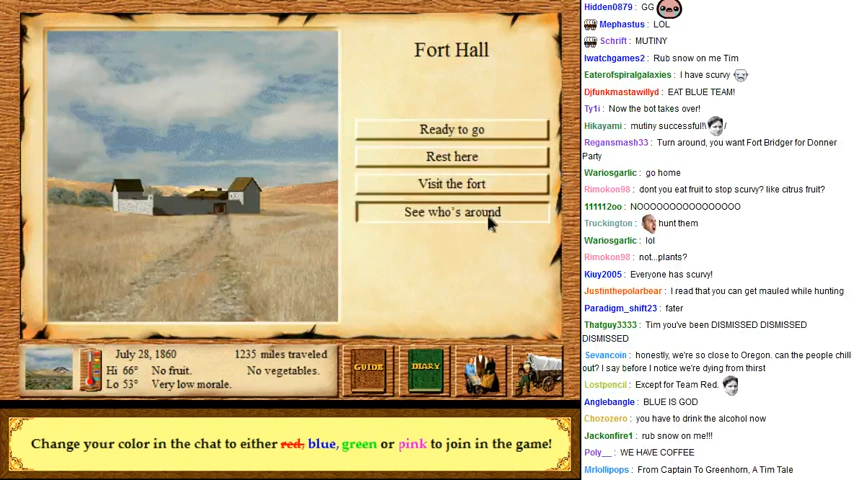 Fort Hall
Ready to go
Rest here
Visit the fort
See who's around
July 28, 1860
1235 miles traveled
Hi 66°
No fruit.
No vegetables.
Lo 53°
Very low morale.
GUIDE
DIARY
Change your color in the chat to either red, blue, green or pink to join in the game!
Hidden0879 : GG
Mephastus : LOL
Schrift : MUTINY
Iwatchgames2 : Rub snow on me Tim
Eaterofspiralgalaxies : I have scurvy
Djfunkmastawillyd : EAT BLUE TEAM!
Ty1i : Now the bot takes over!
Hikayami : mutiny successful!\ /
Regansmash33 : Turn around, you want Fort Bridger for Donner
Party
Wariosgarlic : go home
Rimokon98 : dont you eat fruit to stop scurvy? like citrus fruit?
111112oo : NOOOOOOOOOOOOOOO
Truckington : hunt them
Wariosgarlic : lol
Rimokon98 : not...plants?
Kiuy2005 : Everyone has scurvy!
Justinthepolarbear : I read that you can get mauled while hunting
Paradigm_shift23 : fater
Thatguy3333 : Tim you've been DISMISSED DISMISSED
DISMISSED
Sevancoin : honestly, we're so close to Oregon. can the people chill
out? I say before I notice we're dying from thirst
Lostpencil : Except for Team Red.
Anglebangle : BLUE IS GOD
Chozozero : you have to drink the alcohol now
Jackonfire1 : rub snow on me!!!
Poly__ : WE HAVE COFFEE
Mrlollipops : From Captain To Greenhorn, A Tim Tale